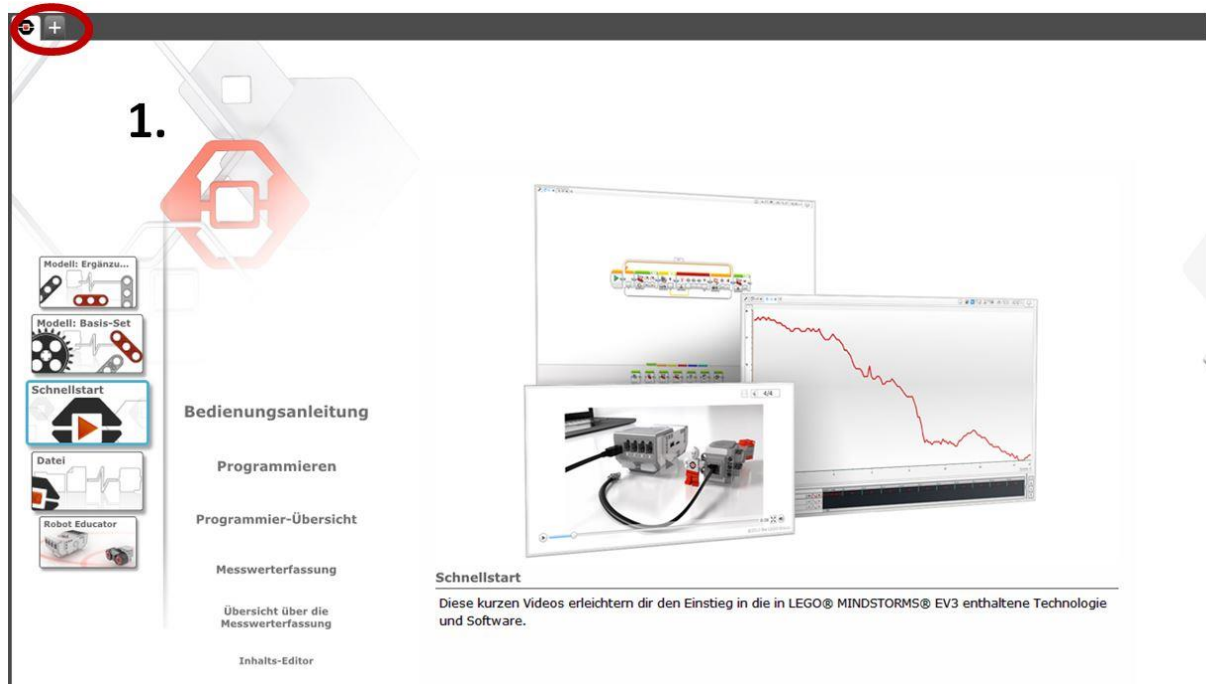 +
1.
Modell: Ergänzu...
Modell: Basis-Set
Schnellstart
Datei
Robot Educator
Bedienungsanleitung
Programmieren
Programmier-Übersicht
Messwerterfassung
Übersicht über die
Messwerterfassung
Inhalts-Editor
4/4
Schnellstart
Diese kurzen Videos erleichtern dir den Einstieg in die in LEGO® MINDSTORMS® EV3 enthaltene Technologie
und Software.